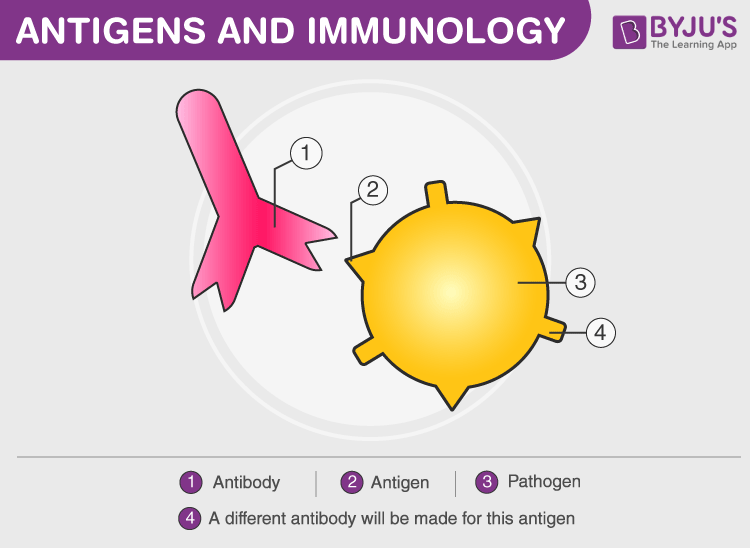 ANTIGENS AND IMMUNOLOGY
BYJU'S
The Learning App
1
2
3
4
1 Antibody
2 Antigen
3 Pathogen
4 A different antibody will be made for this antigen